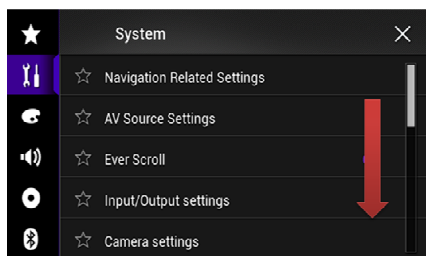 System
Navigation Related Settings
AV Source Settings
Ever Scroll
Input/Output settings
Camera settings